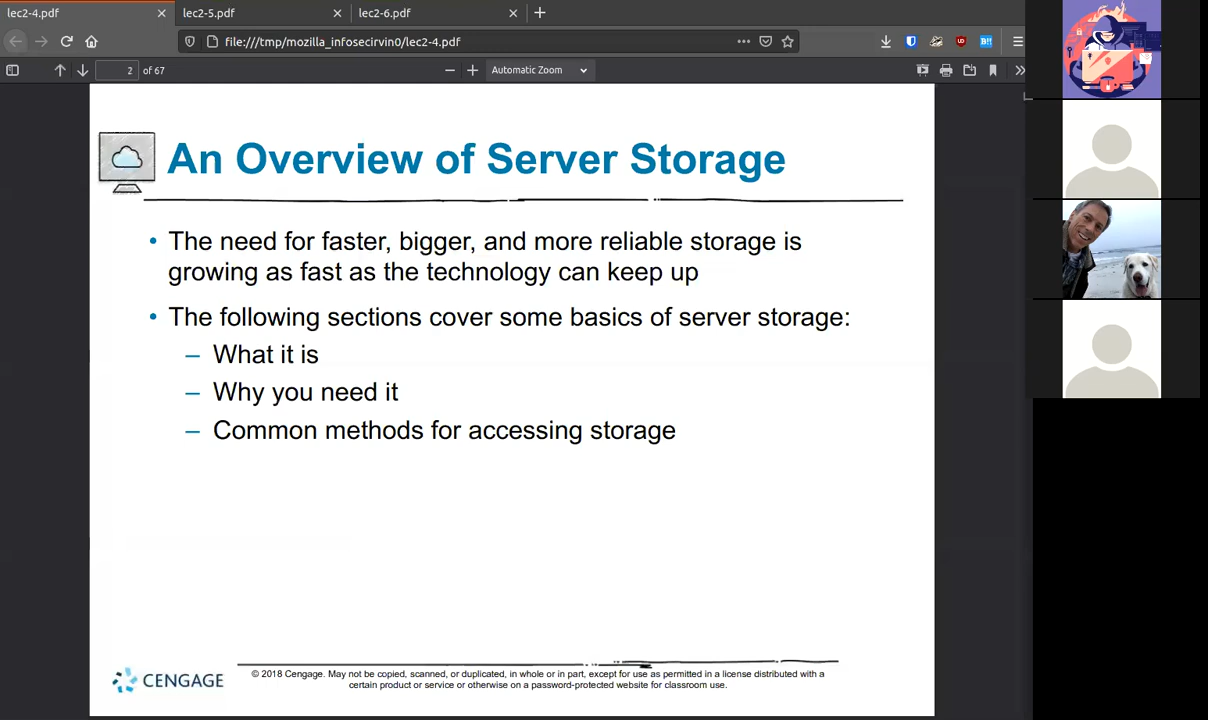 lec2-4.pdf
lec2-5.pdf
lec2-6.pdf
file:///tmp/mozilla_infosecirvin0/lec2-4.pdf
2 of 67
Automatic Zoom
An Overview of Server Storage
• The need for faster, bigger, and more reliable storage is
growing as fast as the technology can keep up
• The following sections cover some basics of server storage:
– What it is
– Why you need it
– Common methods for accessing storage
CENGAGE
© 2018 Cengage. May not be copied, scanned, or duplicated, in whole or in part, except for use as permitted in a license distributed with a
certain product or service or otherwise on a password-protected website for classroom use.